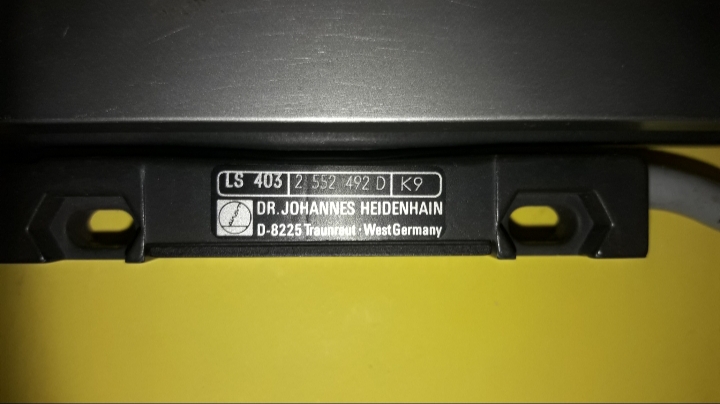 LS 403 2 552 492 D K9
DR. JOHANNES HEIDENHAIN
D-8225 Traunreut · West Germany